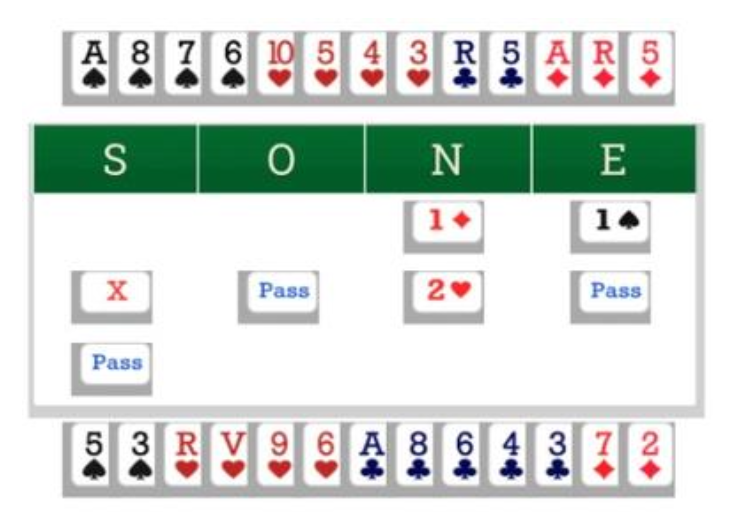 A♠ 8♠ 7♠ 6♠ 10♥ 5♥ 4♥ 3♥ R♣ 5♣ A♦ R♦ 5♦
S O N E
1♦ 1♠
X Pass 2♥ Pass
Pass
5♠ 3♠ R♥ V♥ 9♥ 6♥ A♣ 8♣ 6♣ 4♣ 3♣ 7♦ 2♦